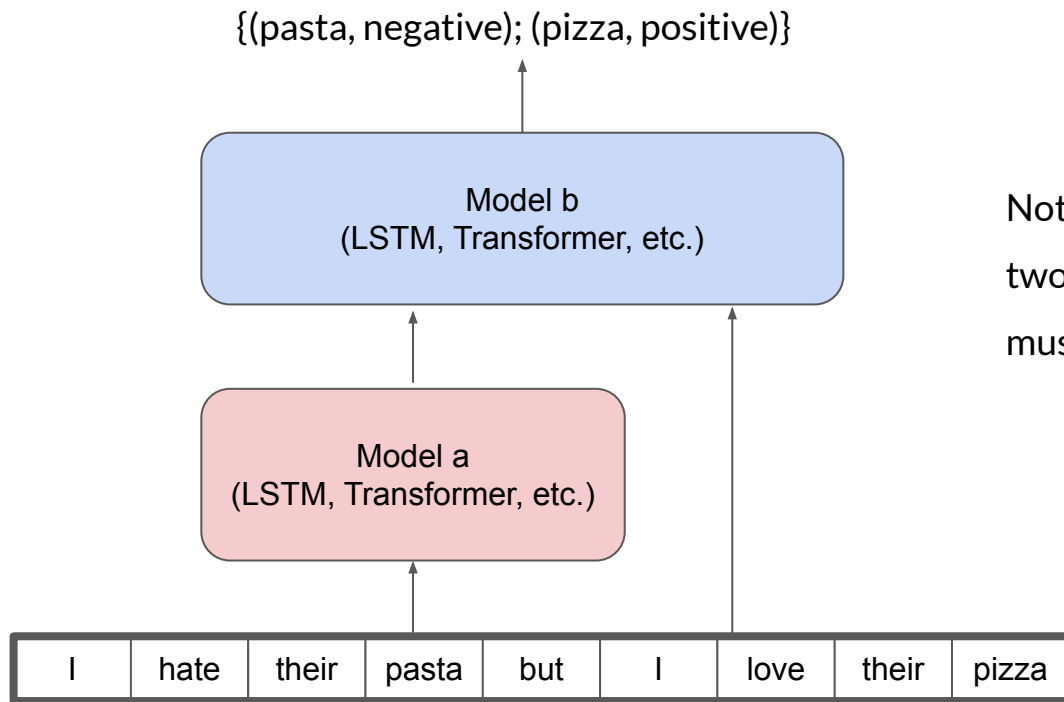 {(pasta, negative); (pizza, positive)}
Model b
(LSTM, Transformer, etc.)
Not
two
mus
Model a
(LSTM, Transformer, etc.)
I hate their pasta but I love their pizza